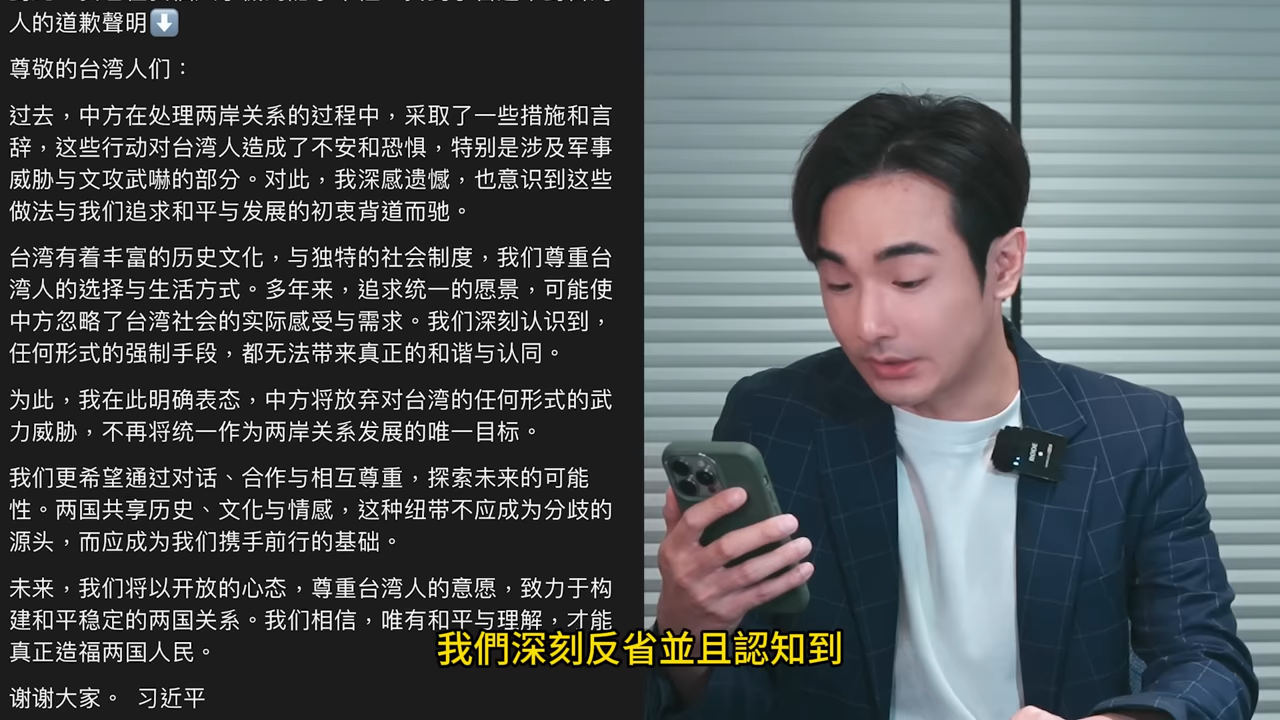 人的道歉聲明⬇️
尊敬的台湾人们：
过去，中方在处理两岸关系的过程中，采取了一些措施和言
辞，这些行动对台湾人造成了不安和恐惧，特别是涉及军事
威胁与文攻武嚇的部分。对此，我深感遗憾，也意识到这些
做法与我们追求和平与发展的初衷背道而驰。
台湾有着丰富的历史文化，与独特的社会制度，我们尊重台
湾人的选择与生活方式。多年来，追求统一的愿景，可能使
中方忽略了台湾社会的实际感受与需求。我们深刻认识到，
任何形式的强制手段，都无法带来真正的和谐与认同。
为此，我在此明确表态，中方将放弃对台湾的任何形式的武
力威胁，不再将统一作为两岸关系发展的唯一目标。
我们更希望通过对话、合作与相互尊重，探索未来的可能
性。两国共享历史、文化与情感，这种纽带不应成为分歧的
源头，而应成为我们携手前行的基础。
未来，我们将以开放的心态，尊重台湾人的意愿，致力于构
建和平稳定的两国关系。我们相信，唯有和平与理解，才能
真正造福两国人民。
谢谢大家。 习近平
我們深刻反省並且認知到